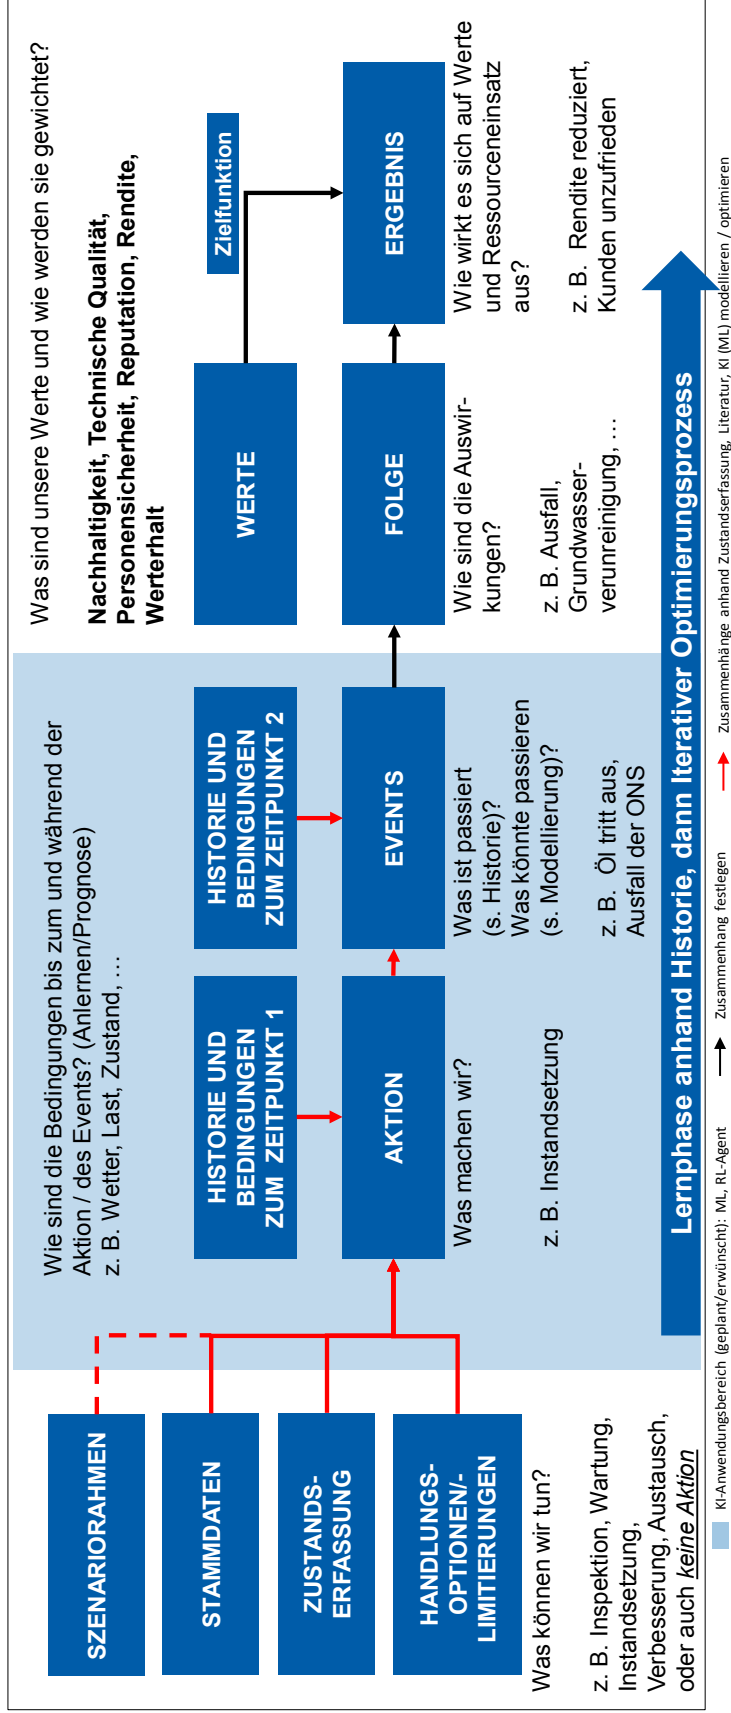 Wie sind die Bedingungen bis zum und während der
Aktion / des Events? (Anlernen/Prognose)
z. B. Wetter, Last, Zustand, …
Was sind unsere Werte und wie werden sie gewichtet?
Nachhaltigkeit, Technische Qualität,
Personensicherheit, Reputation, Rendite,
Werterhalt
SZENARIORAHMEN
STAMMDATEN
ZUSTANDS-
ERFASSUNG
HANDLUNGS-
OPTIONEN/-
LIMITIERUNGEN
Was können wir tun?
z. B. Inspektion, Wartung,
Instandsetzung,
Verbesserung, Austausch,
oder auch keine Aktion
HISTORIE UND
BEDINGUNGEN
ZUM ZEITPUNKT 1
AKTION
Was machen wir?
z. B. Instandsetzung
HISTORIE UND
BEDINGUNGEN
ZUM ZEITPUNKT 2
EVENTS
Was ist passiert
(s. Historie)?
Was könnte passieren
(s. Modellierung)?
z. B. Öl tritt aus,
Ausfall der ONS
WERTE
FOLGE
Wie sind die Auswir-
kungen?
z. B. Ausfall,
Grundwasser-
verunreinigung, …
Zielfunktion
ERGEBNIS
Wie wirkt es sich auf Werte
und Ressourceneinsatz
aus?
z. B. Rendite reduziert,
Kunden unzufrieden
Lernphase anhand Historie, dann Iterativer Optimierungsprozess
KI-Anwendungsbereich (geplant/erwünscht): ML, RL-Agent
Zusammenhang festlegen
Zusammenhänge anhand Zustandserfassung, Literatur, KI (ML) modellieren / optimieren